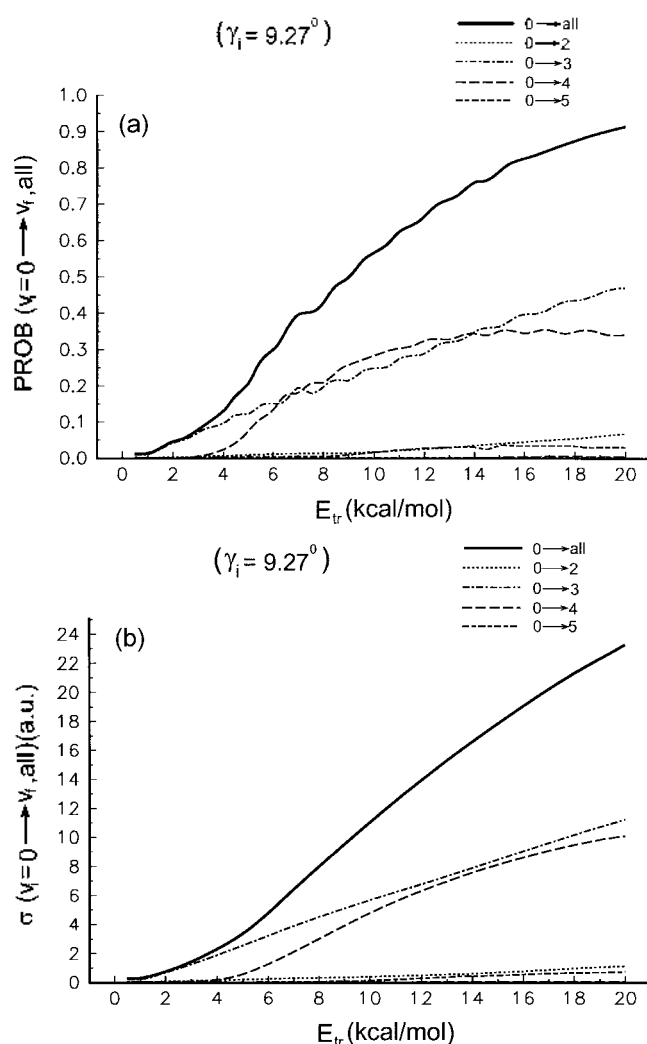 (γi = 9.27⁰)
0→all
0→2
0→3
0→4
0→5
(a)
PROB (vi=0 → vf,all)
1.0
0.9
0.8
0.7
0.6
0.5
0.4
0.3
0.2
0.1
0.0
0 2 4 6 8 10 12 14 16 18 20
Etr (kcal/mol)
(γi = 9.27⁰)
0→all
0→2
0→3
0→4
0→5
(b)
σ (vi=0 → vf,all)(a.u.)
24
22
20
18
16
14
12
10
8
6
4
2
0
0 2 4 6 8 10 12 14 16 18 20
Etr (kcal/mol)